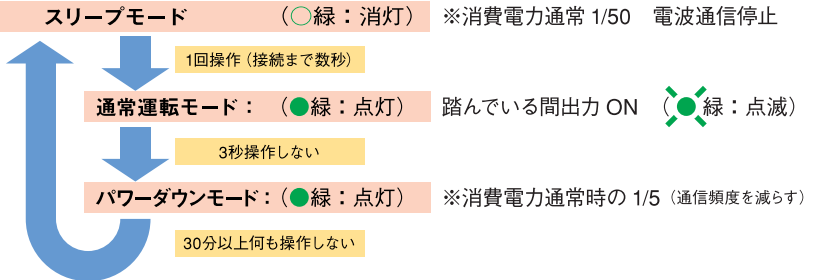 スリープモード （○緑：消灯） ※消費電力通常1/50 電波通信停止
1回操作（接続まで数秒）
通常運転モード：（●緑：点灯） 踏んでいる間出力ON （●緑：点滅）
3秒操作しない
パワーダウンモード：（●緑：点灯） ※消費電力通常時の1/5（通信頻度を減らす）
30分以上何も操作しない